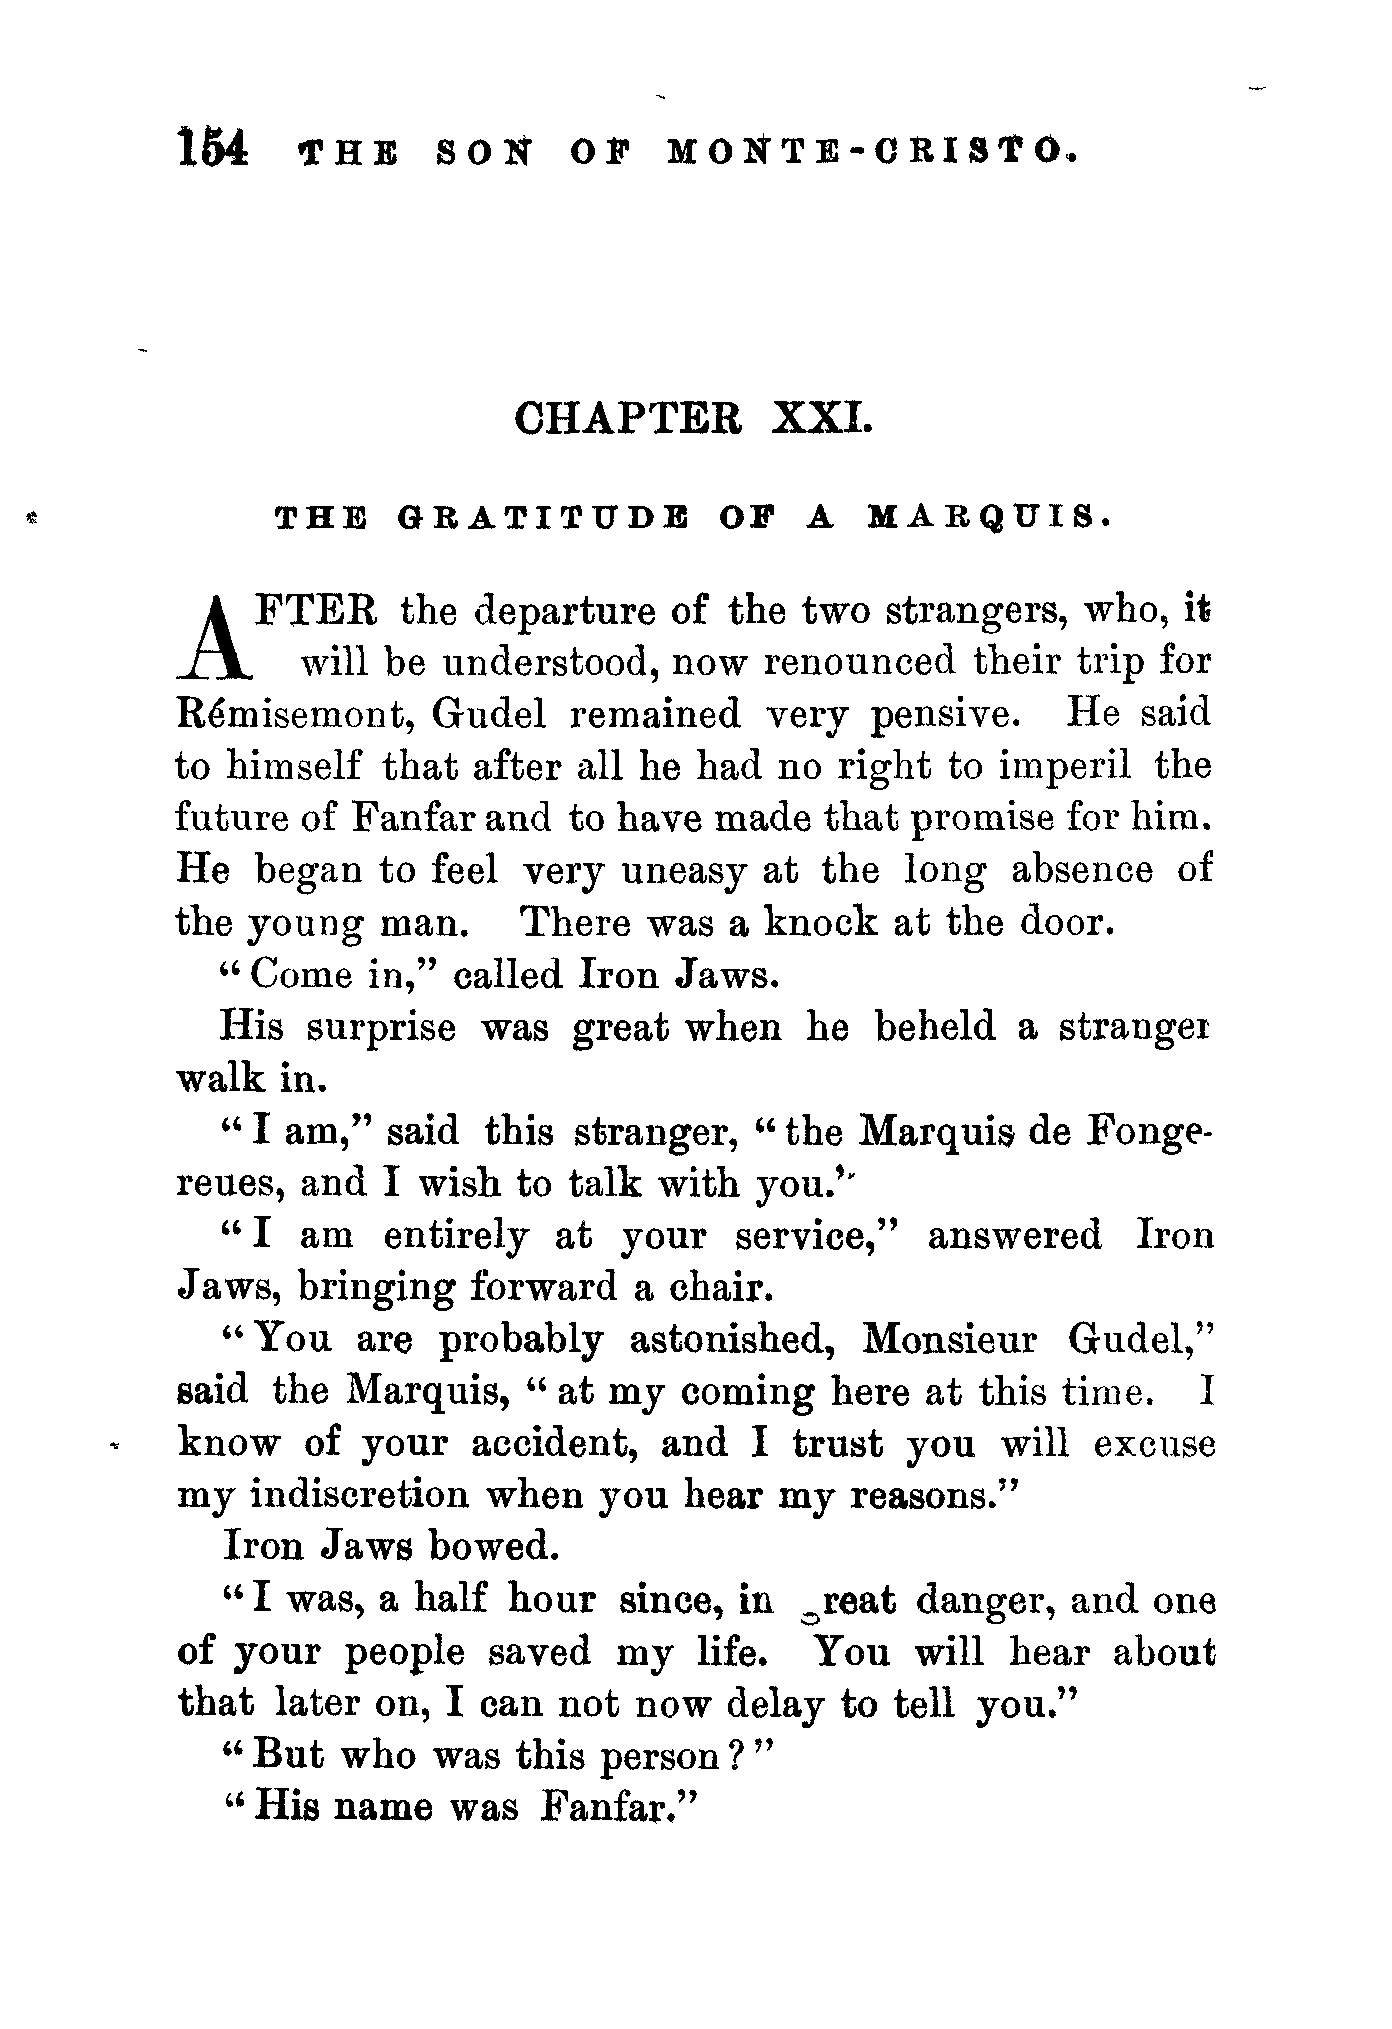 154 THE SON OF MONTE-CRISTO.
CHAPTER XXI.
THE GRATITUDE OF A MARQUIS.
AFTER the departure of the two strangers, who, it
will be understood, now renounced their trip for
Rémisemont, Gudel remained very pensive. He said
to himself that after all he had no right to imperil the
future of Fanfar and to have made that promise for him.
He began to feel very uneasy at the long absence of
the young man. There was a knock at the door.
"Come in," called Iron Jaws.
His surprise was great when he beheld a stranger
walk in.
"I am," said this stranger, "the Marquis de Fonge-
reues, and I wish to talk with you."
"I am entirely at your service," answered Iron
Jaws, bringing forward a chair.
"You are probably astonished, Monsieur Gudel,"
said the Marquis, "at my coming here at this time. I
know of your accident, and I trust you will excuse
my indiscretion when you hear my reasons."
Iron Jaws bowed.
"I was, a half hour since, in great danger, and one
of your people saved my life. You will hear about
that later on, I can not now delay to tell you."
"But who was this person?"
"His name was Fanfar."